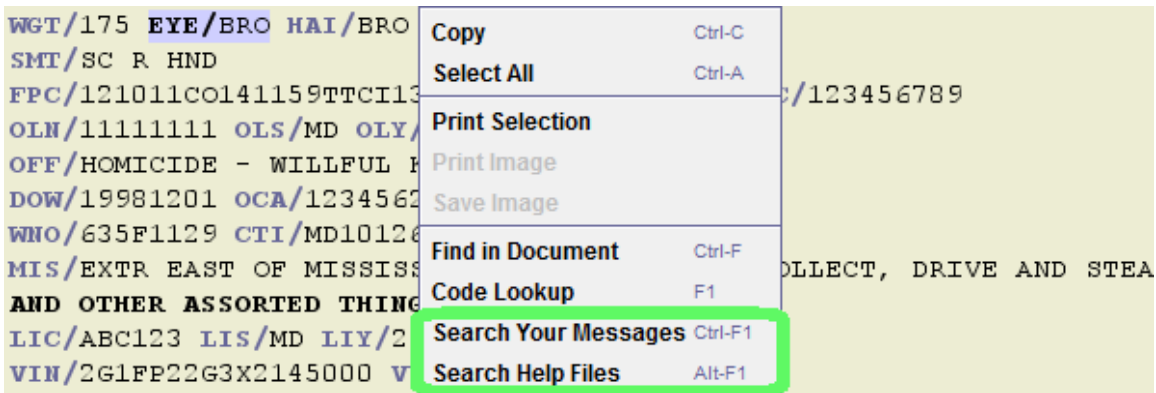 WGT/175 EYE/BRO HAI/BRO
SMT/SC R HND
FPC/121011CO141159TTCI13 C/123456789
OLN/11111111 OLS/MD OLY/
OFF/HOMICIDE - WILLFUL
DOW/19981201 OCA/1234562
WNO/635F1129 CTI/MD1012
MIS/EXTR EAST OF MISSISS OLLECT, DRIVE AND STEA
AND OTHER ASSORTED THING
LIC/ABC123 LIS/MD LIY/2
VIN/2G1FP22G3X2145000 V
Copy Ctrl-C
Select All Ctrl-A
Print Selection
Print Image
Save Image
Find in Document Ctrl-F
Code Lookup F1
Search Your Messages Ctrl-F1
Search Help Files Alt-F1